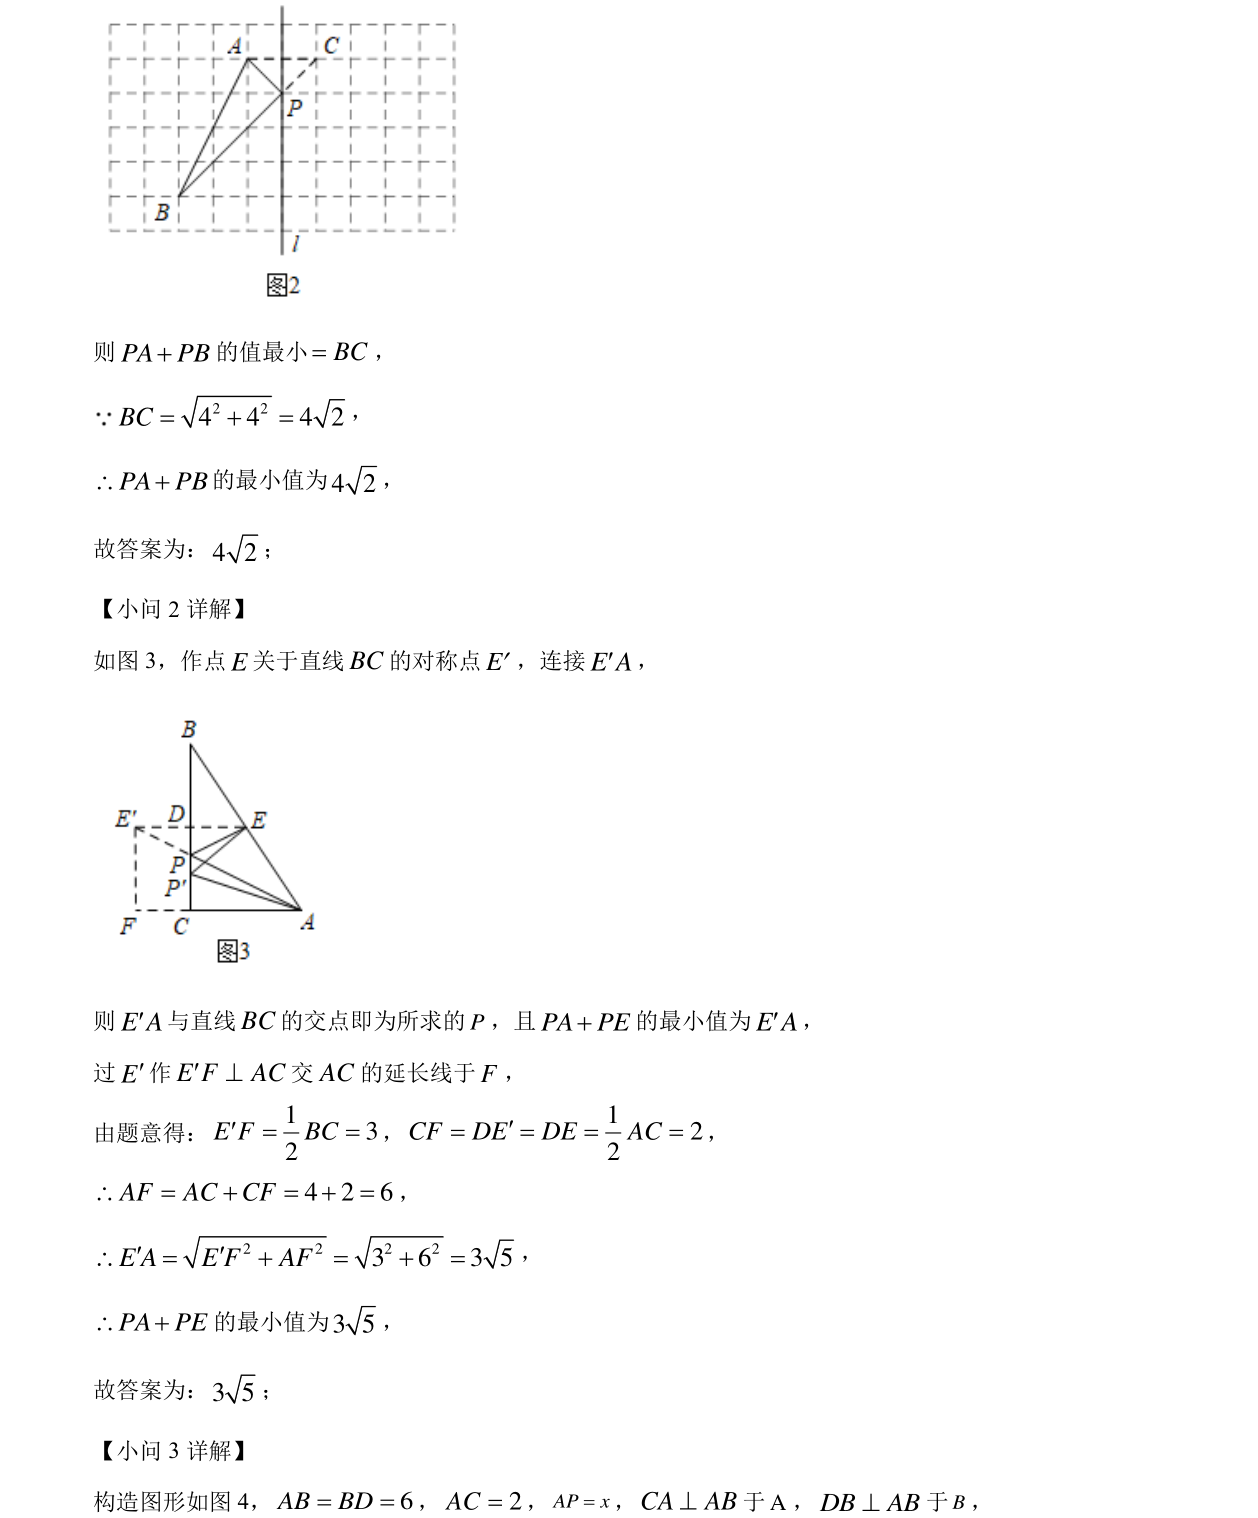 A C
P
B
l
图2
则 PA + PB 的值最小 = BC，
∵ BC = √(4² + 4²) = 4√2，
∴ PA + PB 的最小值为 4√2，
故答案为：4√2；
【小问 2 详解】
如图 3，作点 E 关于直线 BC 的对称点 E′，连接 E′A，
B
E′ D E
P
P′
F C A
图3
则 E′A 与直线 BC 的交点即为所求的 P，且 PA + PE 的最小值为 E′A，
过 E′ 作 E′F ⊥ AC 交 AC 的延长线于 F，
由题意得：E′F = 1/2 BC = 3，CF = DE′ = DE = 1/2 AC = 2，
∴ AF = AC + CF = 4 + 2 = 6，
∴ E′A = √(E′F² + AF²) = √(3² + 6²) = 3√5，
∴ PA + PE 的最小值为 3√5，
故答案为：3√5；
【小问 3 详解】
构造图形如图 4，AB = BD = 6，AC = 2，AP = x，CA ⊥ AB 于 A，DB ⊥ AB 于 B，